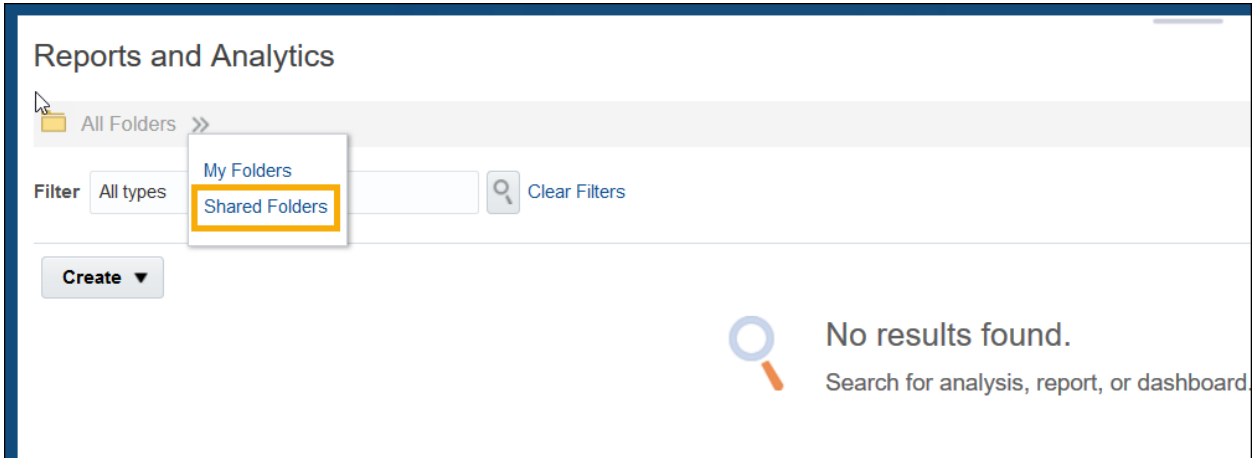 Reports and Analytics
All Folders
My Folders
Filter All types Clear Filters
Shared Folders
Create
No results found.
Search for analysis, report, or dashboard.